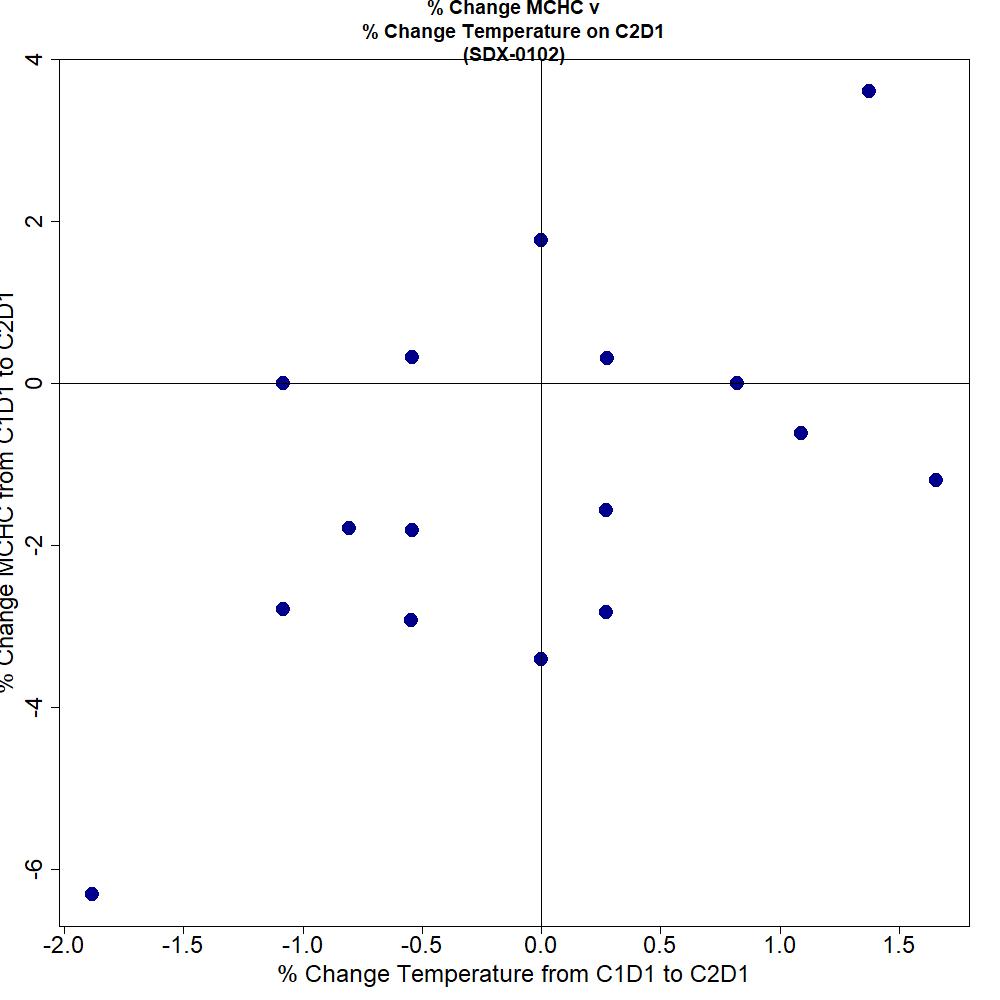 % Change MCHC v
% Change Temperature on C2D1
(SDX-0102)
4
2
0
-2
-4
-6
% Change MCHC from C1D1 to C2D1
-2.0 -1.5 -1.0 -0.5 0.0 0.5 1.0 1.5
% Change Temperature from C1D1 to C2D1